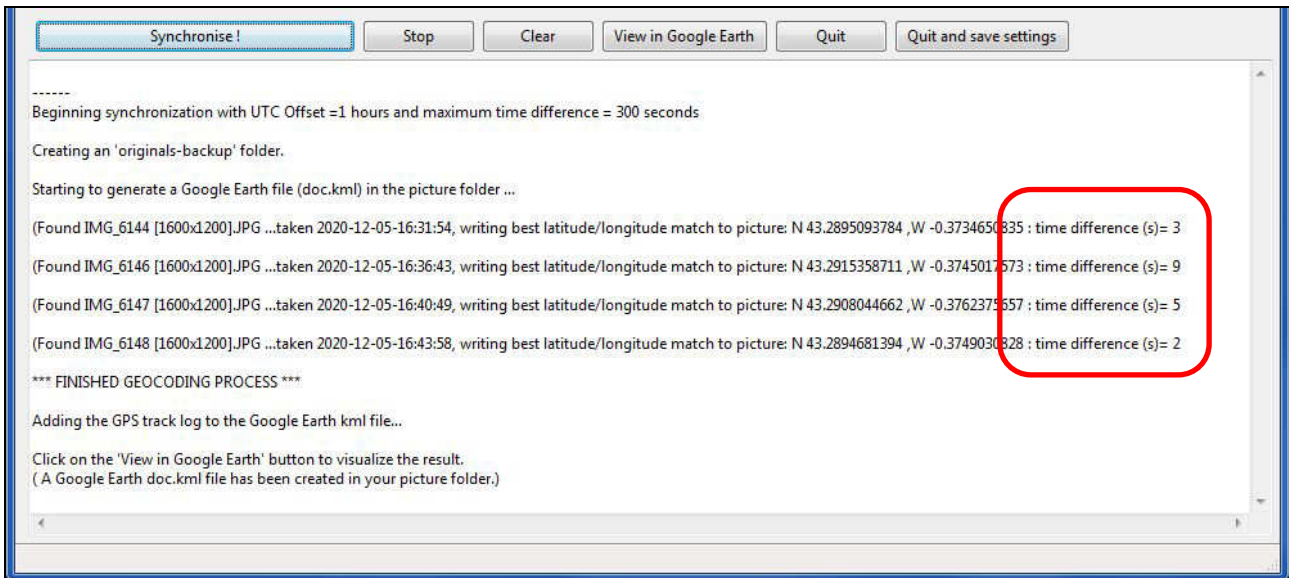 Synchronise !
Stop
Clear
View in Google Earth
Quit
Quit and save settings
------
Beginning synchronization with UTC Offset =1 hours and maximum time difference = 300 seconds
Creating an 'originals-backup' folder.
Starting to generate a Google Earth file (doc.kml) in the picture folder ...
(Found IMG_6144 [1600x1200].JPG ...taken 2020-12-05-16:31:54, writing best latitude/longitude match to picture: N 43.2895093784 ,W -0.3734650835 : time difference (s)= 3
(Found IMG_6146 [1600x1200].JPG ...taken 2020-12-05-16:36:43, writing best latitude/longitude match to picture: N 43.2915358711 ,W -0.3745017573 : time difference (s)= 9
(Found IMG_6147 [1600x1200].JPG ...taken 2020-12-05-16:40:49, writing best latitude/longitude match to picture: N 43.2908044662 ,W -0.3762375657 : time difference (s)= 5
(Found IMG_6148 [1600x1200].JPG ...taken 2020-12-05-16:43:58, writing best latitude/longitude match to picture: N 43.2894681394 ,W -0.3749030828 : time difference (s)= 2
*** FINISHED GEOCODING PROCESS ***
Adding the GPS track log to the Google Earth kml file...
Click on the 'View in Google Earth' button to visualize the result.
( A Google Earth doc.kml file has been created in your picture folder.)